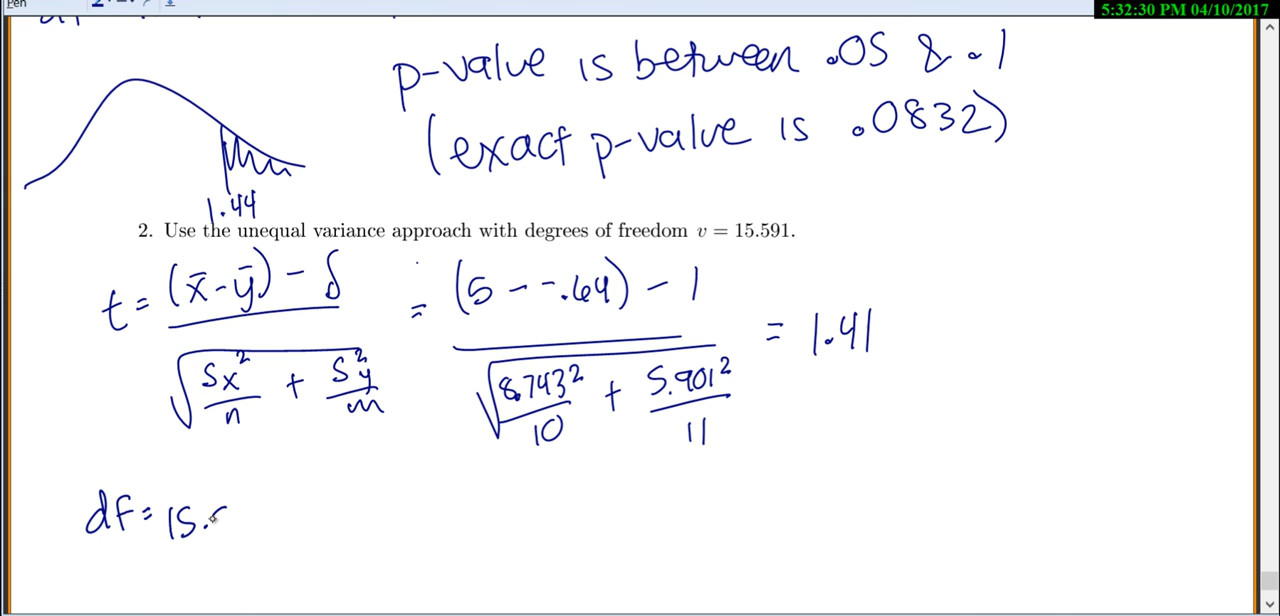 Pen
5:32:30 PM 04/10/2017
p-value is between .05 & .1
(exact p-value is .0832)
1.44
2. Use the unequal variance approach with degrees of freedom v = 15.591.
t = (x̄ - ȳ) - δ / √(Sx²/n + Sy²/m) = (5 - -.64) - 1 / √(8.743²/10 + 5.901²/11) = 1.41
df = 15.